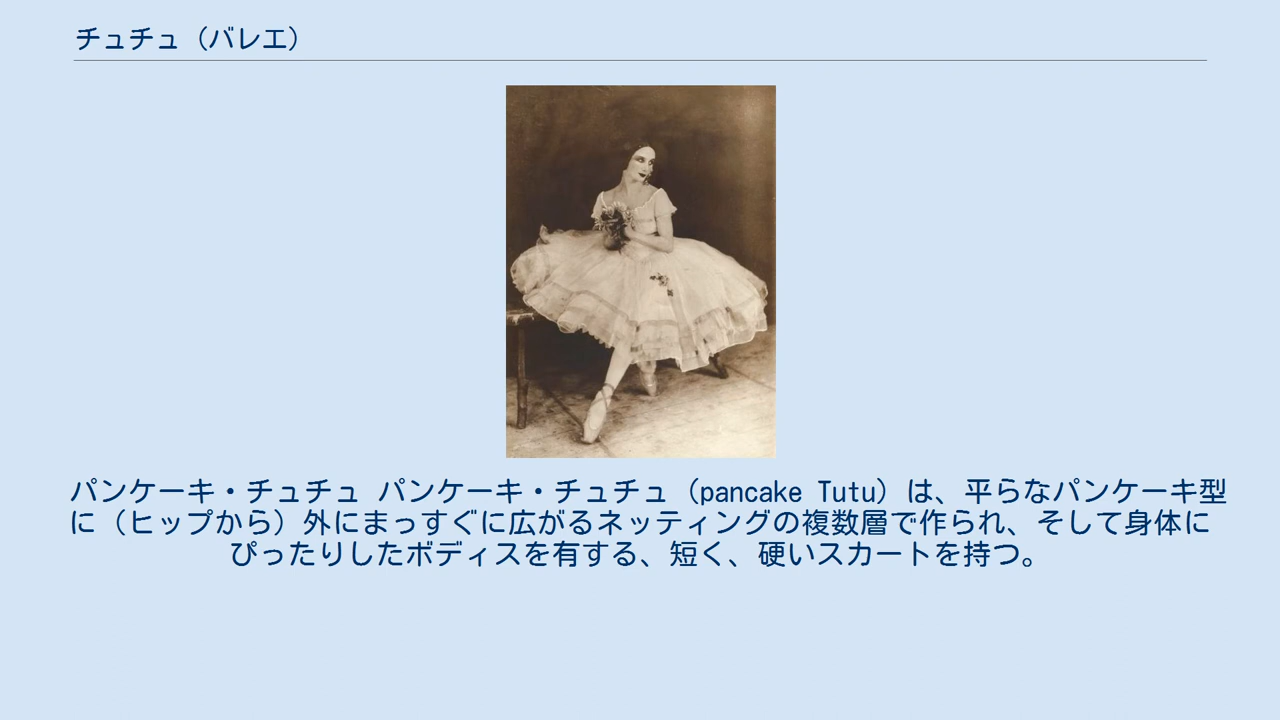 チュチュ（バレエ）
パンケーキ・チュチュ パンケーキ・チュチュ（pancake Tutu）は、平らなパンケーキ型
に（ヒップから）外にまっすぐに広がるネッティングの複数層で作られ、そして身体に
ぴったりしたボディスを有する、短く、硬いスカートを持つ。